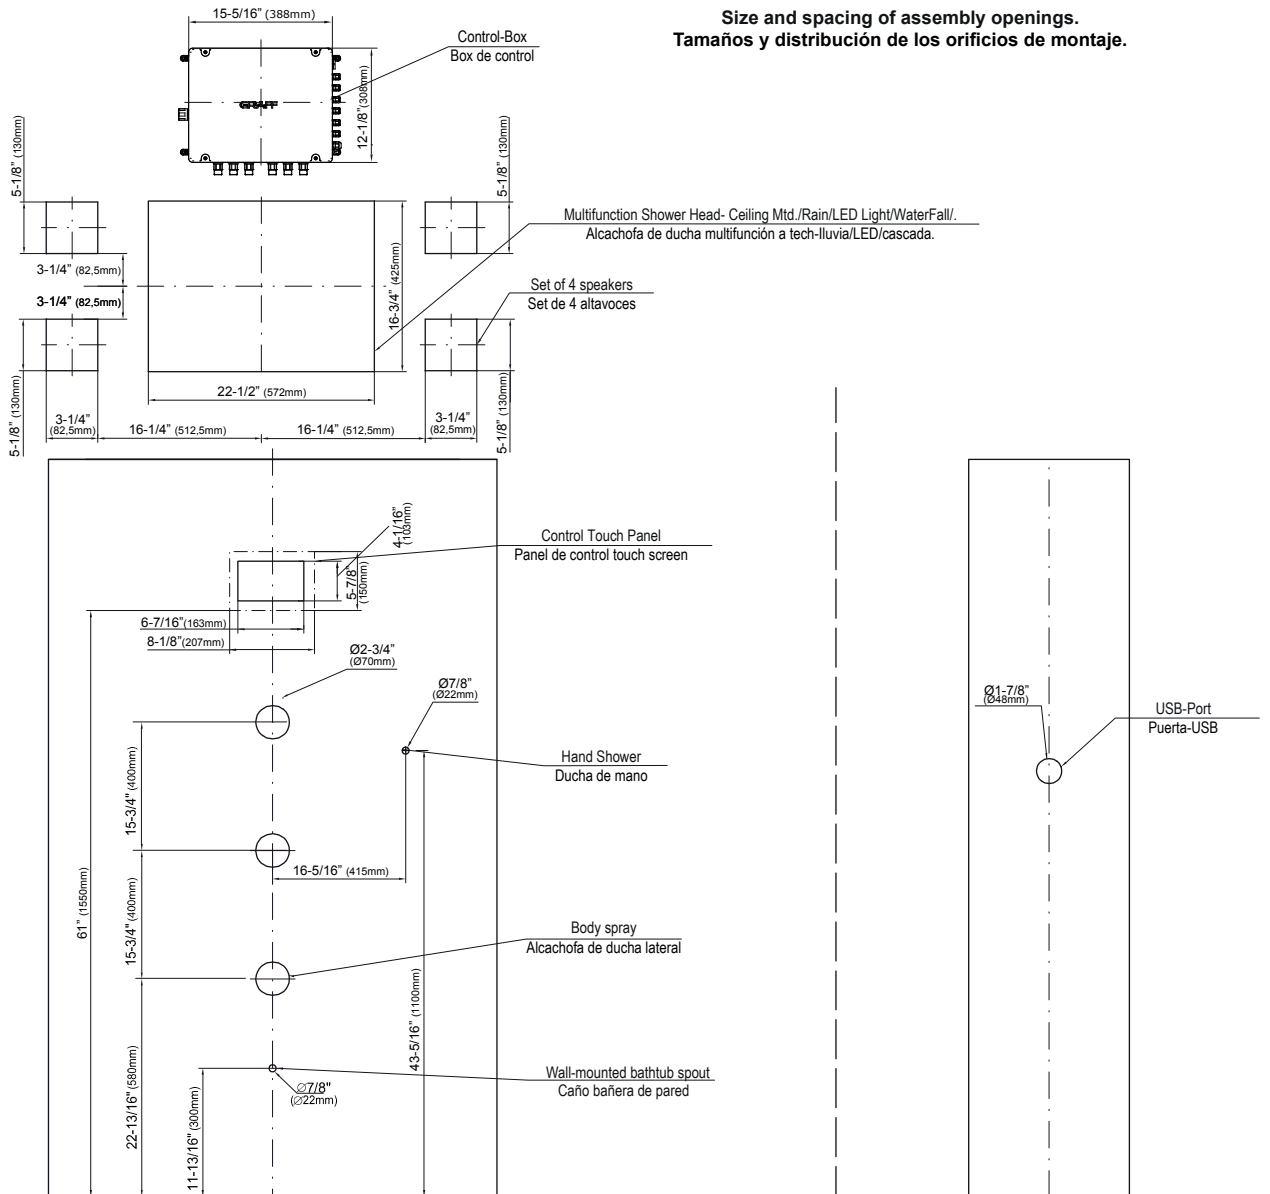 Size and spacing of assembly openings.
Tamaños y distribución de los orificios de montaje.
15-5/16" (388mm)
Control-Box
Box de control
12-1/8" (308mm)
5-1/8" (130mm)
5-1/8" (130mm)
Multifunction Shower Head- Ceiling Mtd./Rain/LED Light/WaterFall/.
Alcachofa de ducha multifunción a tech-lluvia/LED/cascada.
3-1/4" (82,5mm)
3-1/4" (82,5mm)
16-3/4" (425mm)
Set of 4 speakers
Set de 4 altavoces
5-1/8" (130mm)
5-1/8" (130mm)
22-1/2" (572mm)
3-1/4"
(82,5mm)
16-1/4" (512,5mm)
16-1/4" (512,5mm)
3-1/4"
(82,5mm)
4-1/16"
(103mm)
Control Touch Panel
Panel de control touch screen
5-7/8"
(150mm)
6-7/16"(163mm)
8-1/8"(207mm)
Ø2-3/4"
(Ø70mm)
Ø7/8"
(Ø22mm)
Ø1-7/8"
(Ø48mm)
USB-Port
Puerta-USB
Hand Shower
Ducha de mano
15-3/4" (400mm)
16-5/16" (415mm)
61" (1550mm)
15-3/4" (400mm)
Body spray
Alcachofa de ducha lateral
43-5/16" (1100mm)
Wall-mounted bathtub spout
Caño bañera de pared
Ø7/8"
(Ø22mm)
22-13/16" (580mm)
11-13/16" (300mm)